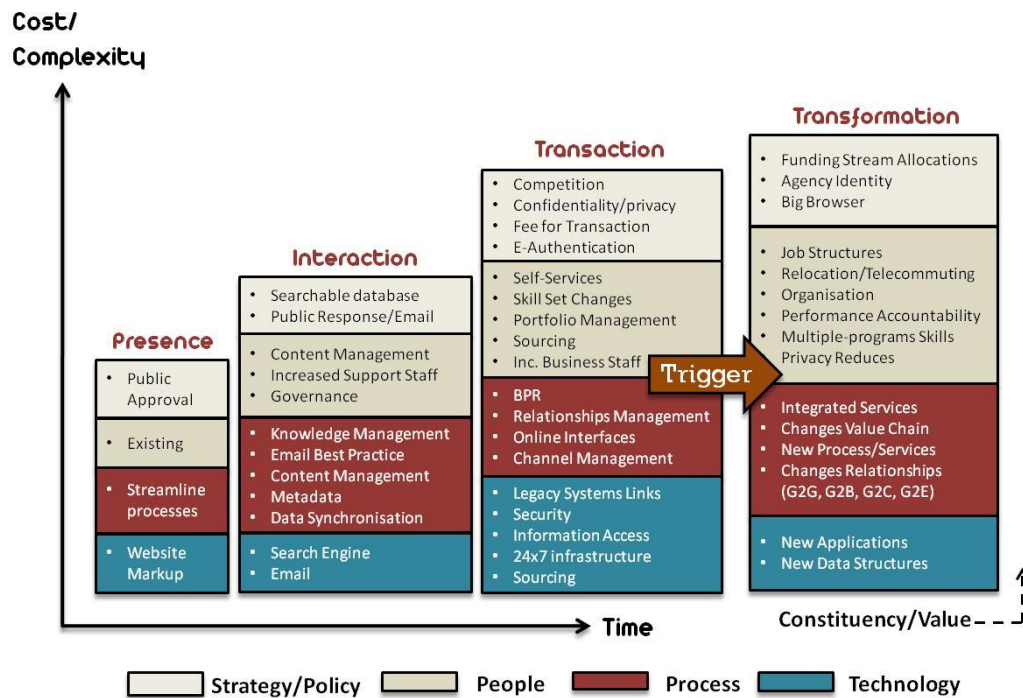 Cost/
Complexity
Presence
• Public
Approval
• Existing
▪ Streamline
processes
▪ Website
Markup
Interaction
• Searchable database
• Public Response/Email
• Content Management
• Increased Support Staff
• Governance
▪ Knowledge Management
▪ Email Best Practice
▪ Content Management
▪ Metadata
▪ Data Synchronisation
▪ Search Engine
▪ Email
Transaction
• Competition
• Confidentiality/privacy
• Fee for Transaction
• E-Authentication
• Self-Services
• Skill Set Changes
• Portfolio Management
• Sourcing
• Inc. Business Staff
▪ BPR
▪ Relationships Management
▪ Online Interfaces
▪ Channel Management
▪ Legacy Systems Links
▪ Security
▪ Information Access
▪ 24x7 infrastructure
▪ Sourcing
Trigger
Transformation
• Funding Stream Allocations
• Agency Identity
• Big Browser
• Job Structures
• Relocation/Telecommuting
• Organisation
• Performance Accountability
• Multiple-programs Skills
Privacy Reduces
▪ Integrated Services
▪ Changes Value Chain
▪ New Process/Services
▪ Changes Relationships
(G2G, G2B, G2C, G2E)
▪ New Applications
▪ New Data Structures
Time
Constituency/Value
Strategy/Policy
People
Process
Technology